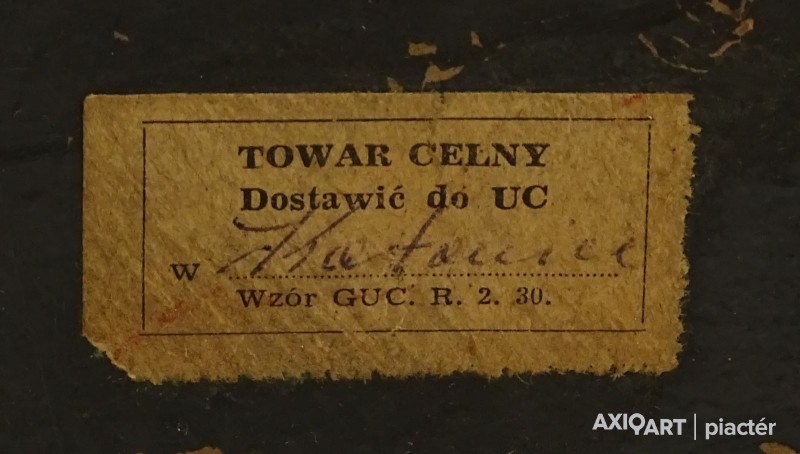 TOWAR CELNY
Dostawić do UC
w Katowice
Wzór GUC. R. 2. 30.
AXIOART | piactér